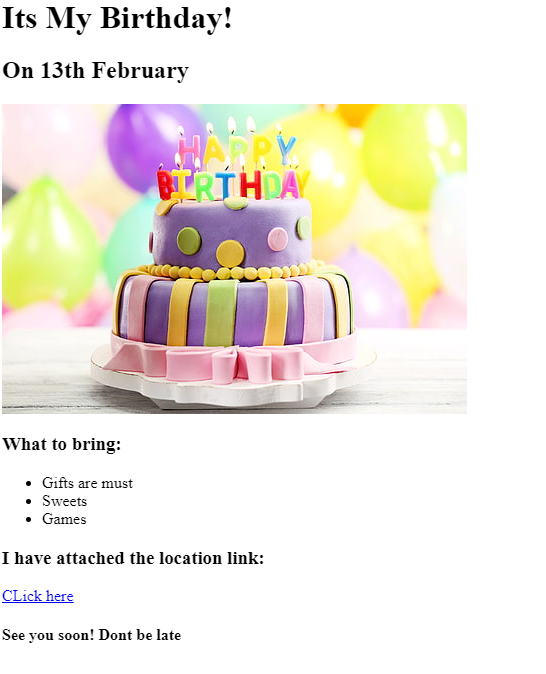 Its My Birthday!
On 13th February
HAPPY
BIRTHDAY
What to bring:
Gifts are must
Sweets
Games
I have attached the location link:
CLick here
See you soon! Dont be late